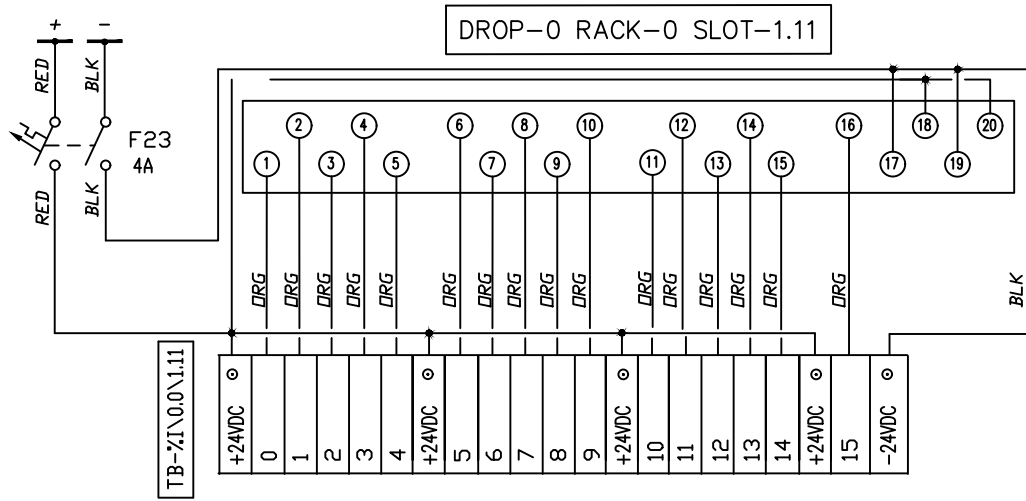 DROP-0 RACK-0 SLOT-1.11
+ -
RED BLK
F23
4A
RED BLK
2 4 6 8 10 12 14 16 18 20
1 3 5 7 9 11 13 15 17 19
ORG ORG ORG ORG ORG ORG ORG ORG ORG ORG ORG ORG ORG ORG ORG ORG BLK
TB-%I\0.0\1.11
+24VDC 0 1 2 3 4 +24VDC 5 6 7 8 9 +24VDC 10 11 12 13 14 +24VDC 15 -24VDC